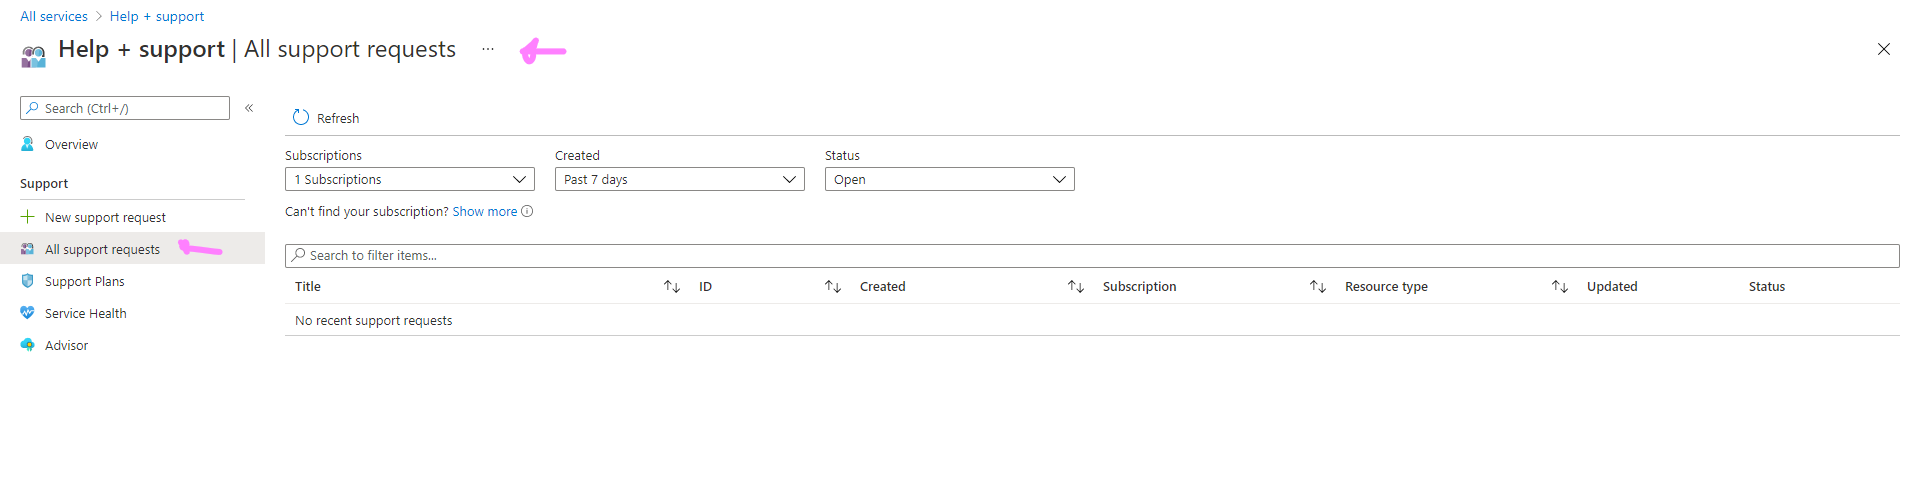 All services > Help + support
Help + support | All support requests ...
Search (Ctrl+/) «
Overview
Support
New support request
All support requests
Support Plans
Service Health
Advisor
Refresh
Subscriptions Created Status
1 Subscriptions Past 7 days Open
Can't find your subscription? Show more
Search to filter items...
Title ID Created Subscription Resource type Updated Status
No recent support requests